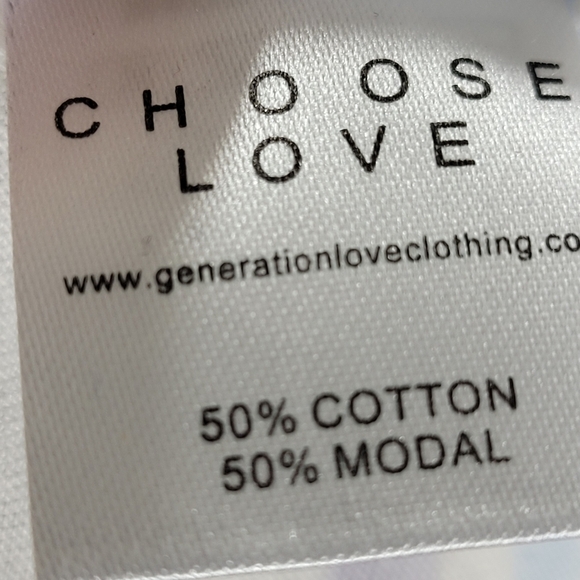 CHOOSE
LOVE
www.generationloveclothing.co
50% COTTON
50% MODAL